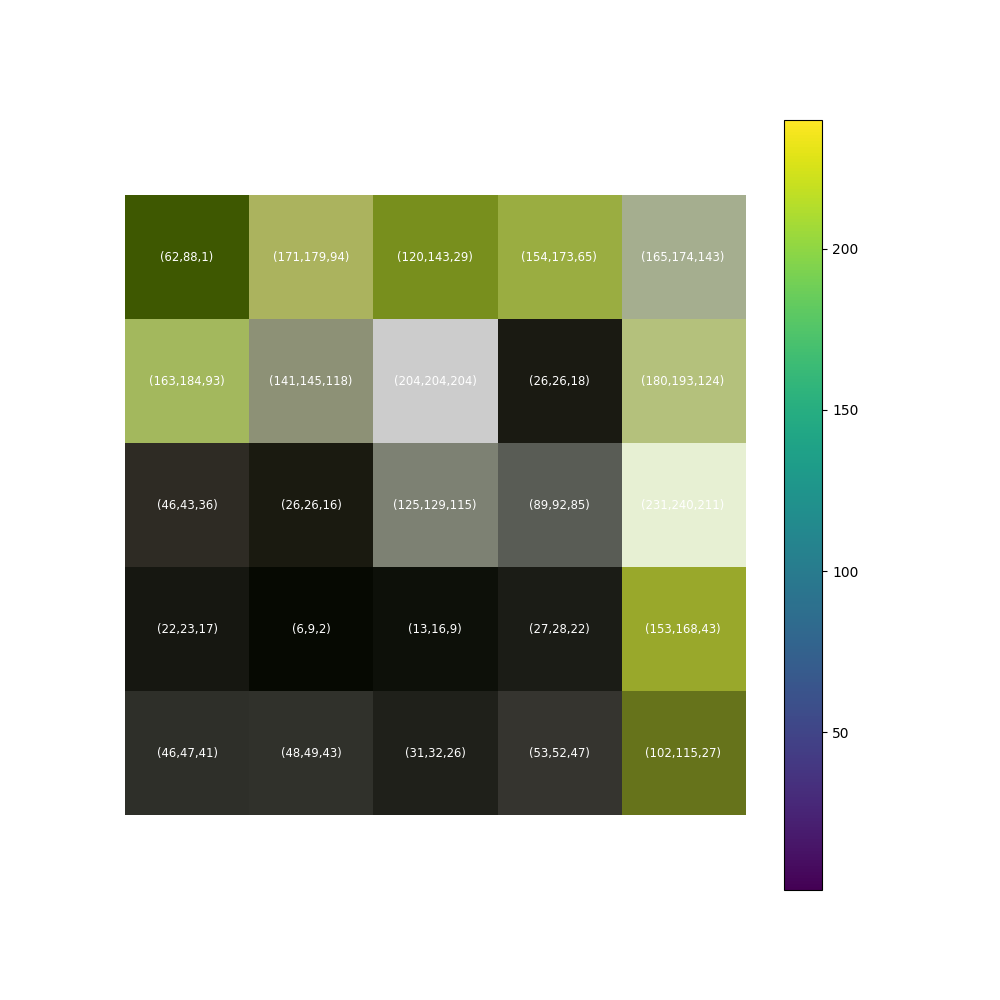 (62,88,1) (171,179,94) (120,143,29) (154,173,65) (165,174,143)
(163,184,93) (141,145,118) (204,204,204) (26,26,18) (180,193,124)
(46,43,36) (26,26,16) (125,129,115) (89,92,85) (231,240,211)
(22,23,17) (6,9,2) (13,16,9) (27,28,22) (153,168,43)
(46,47,41) (48,49,43) (31,32,26) (53,52,47) (102,115,27)
200
150
100
50